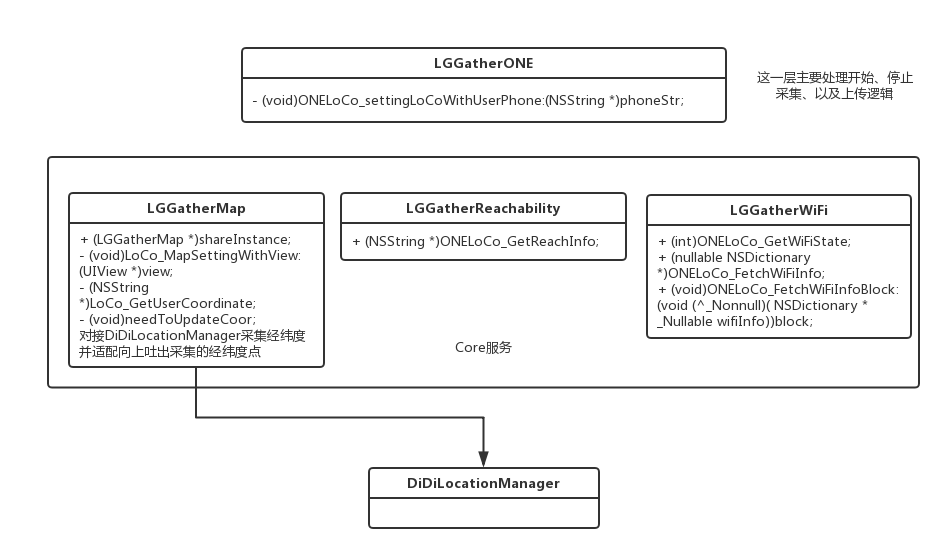 LGGatherONE
- (void)ONELoCo_settingLoCoWithUserPhone:(NSString *)phoneStr;
这一层主要处理开始、停止
采集、以及上传逻辑
LGGatherMap
+ (LGGatherMap *)shareInstance;
- (void)LoCo_MapSettingWithView:
(UIView *)view;
- (NSString
*)LoCo_GetUserCoordinate;
- (void)needToUpdateCoor;
对接DiDiLocationManager采集经纬度
并适配向上吐出采集的经纬度点
LGGatherReachability
+ (NSString *)ONELoCo_GetReachInfo;
LGGatherWiFi
+ (int)ONELoCo_GetWiFiState;
+ (nullable NSDictionary
*)ONELoCo_FetchWiFiInfo;
+ (void)ONELoCo_FetchWiFiInfoBlock:
(void (^_Nonnull)( NSDictionary *
_Nullable wifiInfo))block;
Core服务
DiDiLocationManager